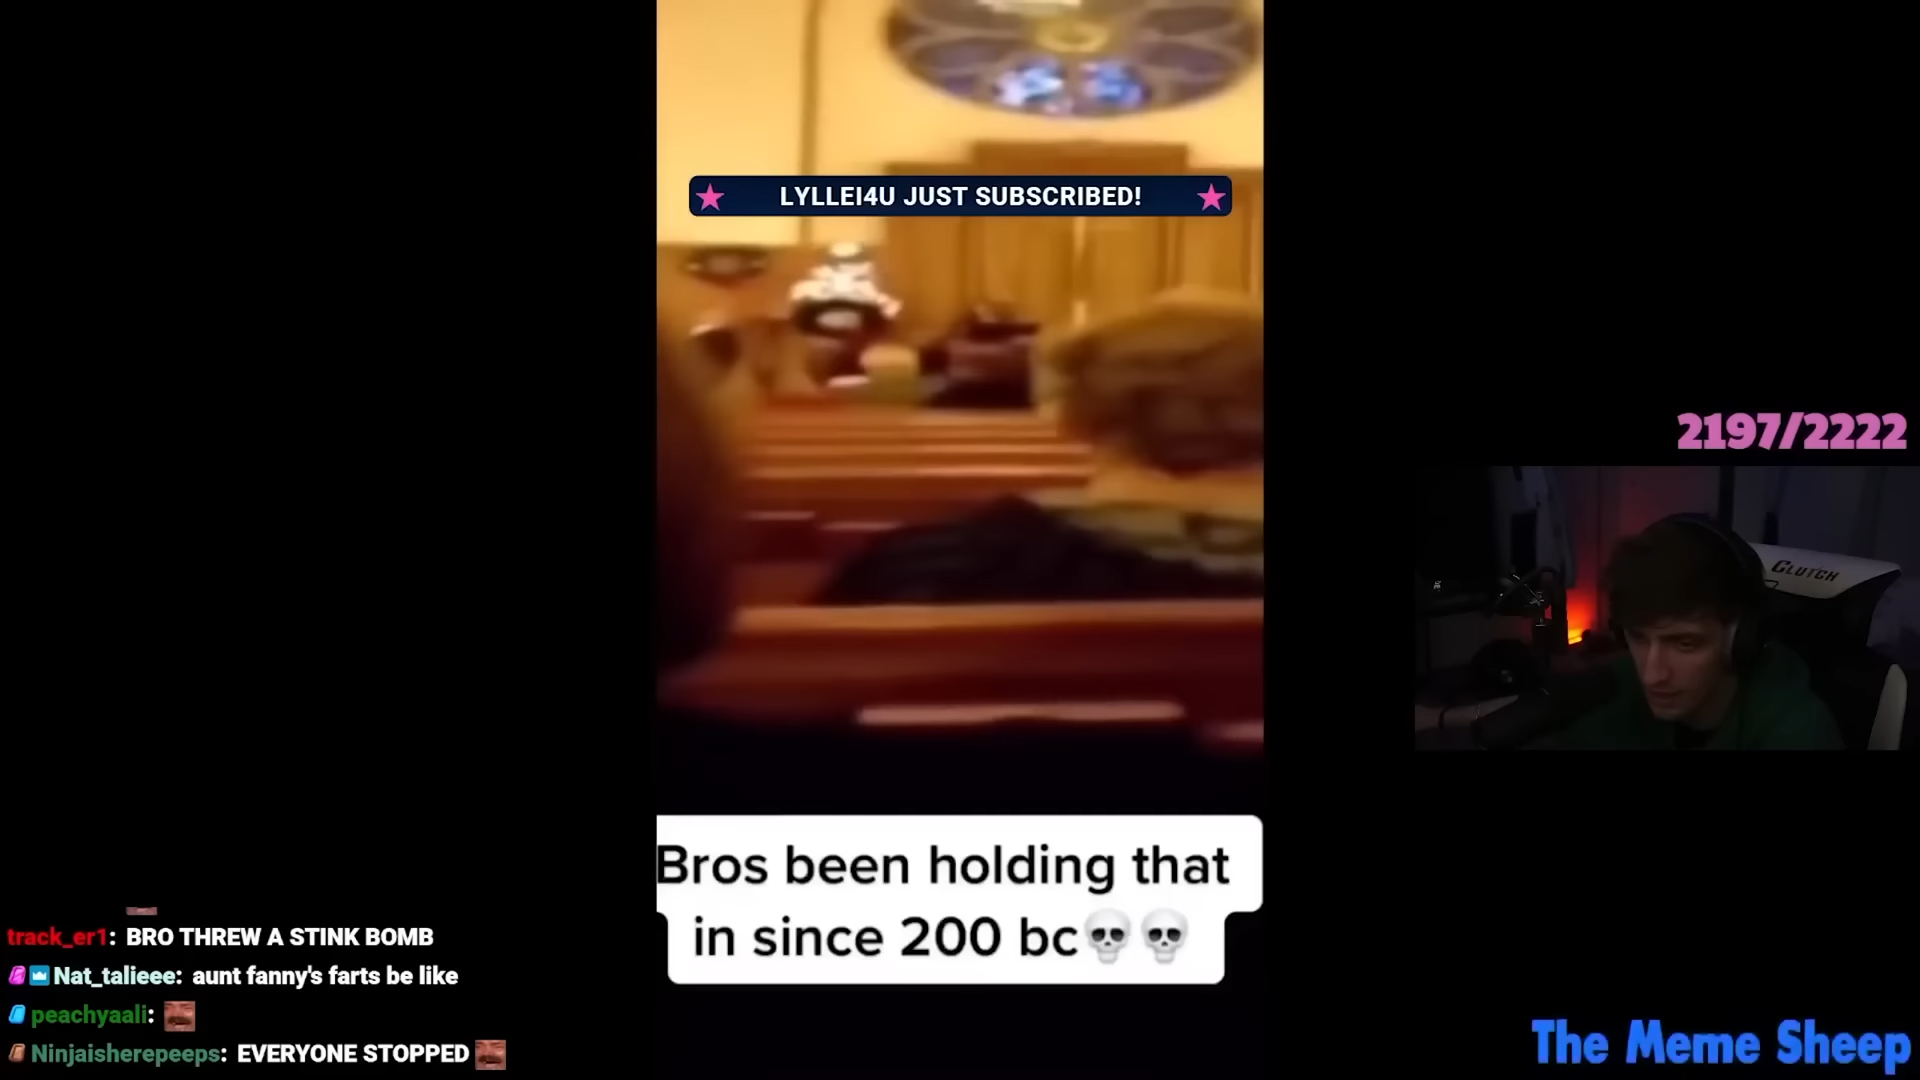 LYLLEI4U JUST SUBSCRIBED!
2197/2222
CLUTCH
Bros been holding that
in since 200 bc💀💀
track_er1: BRO THREW A STINK BOMB
Nat_talieee: aunt fanny's farts be like
peachyaali:
Ninjaisherepeeps: EVERYONE STOPPED
The Meme Sheep